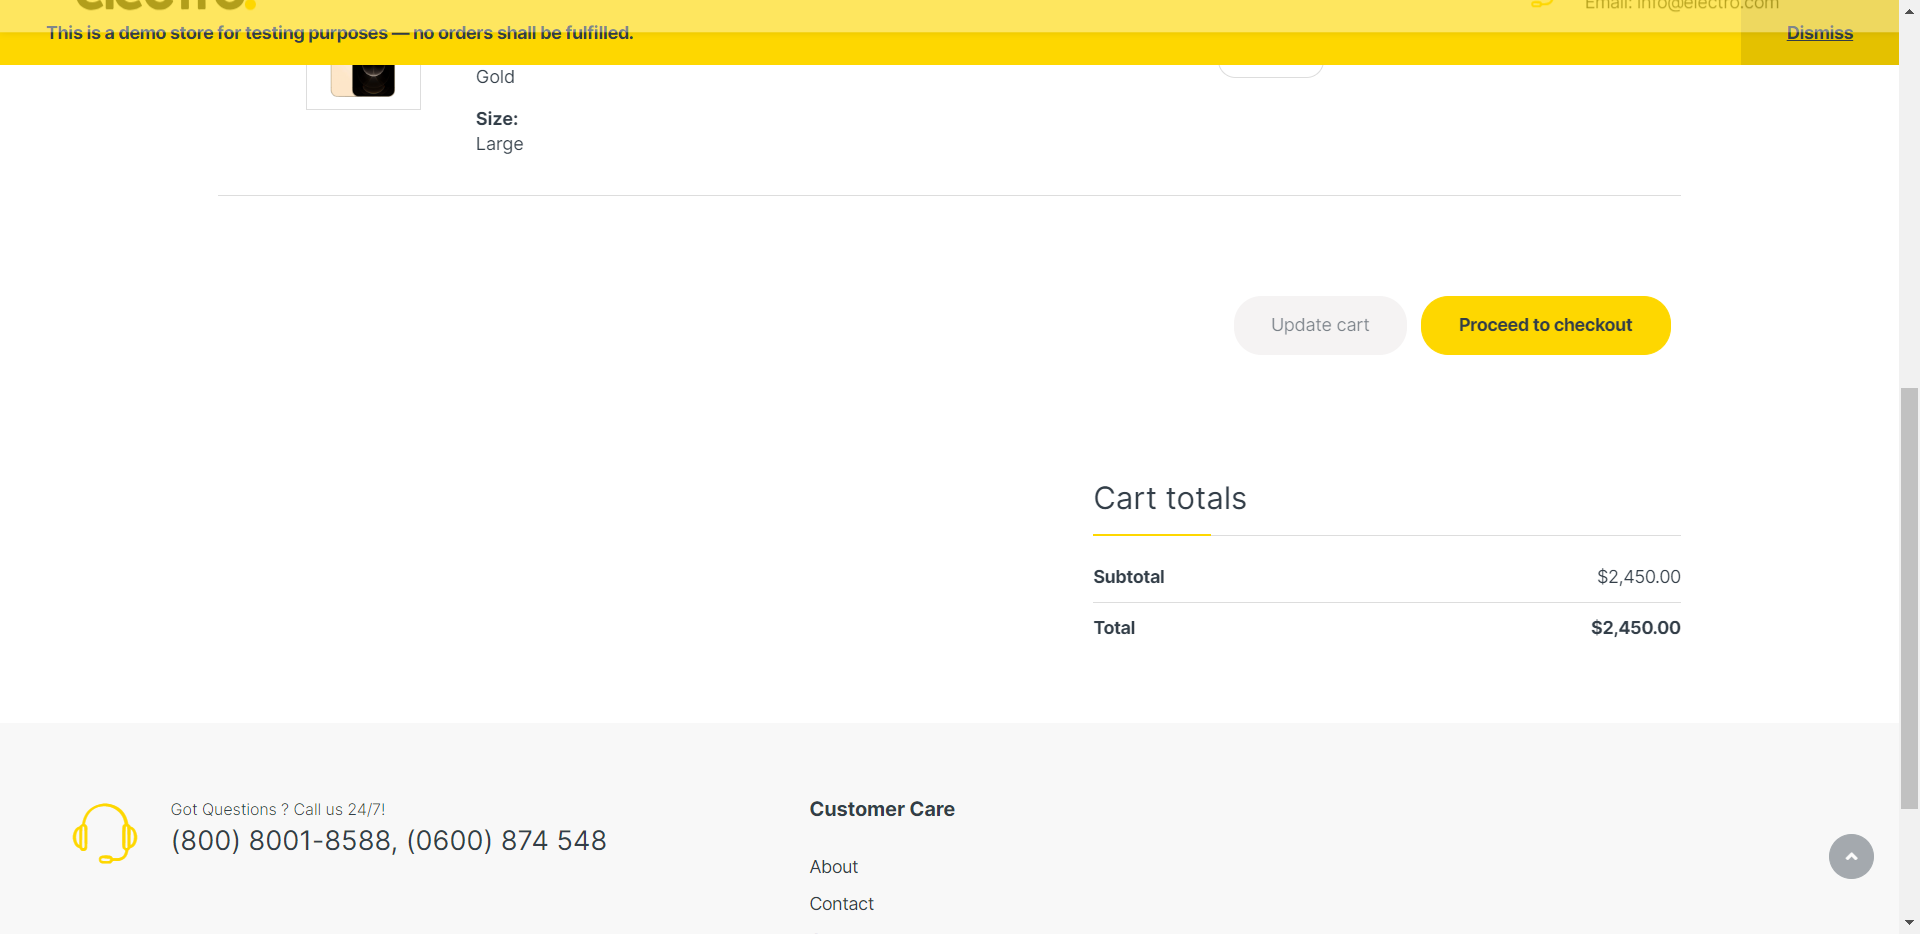 electro.
Email: info@electro.com
This is a demo store for testing purposes — no orders shall be fulfilled.
Dismiss
Gold
Size:
Large
Update cart
Proceed to checkout
Cart totals
Subtotal
$2,450.00
Total
$2,450.00
Got Questions ? Call us 24/7!
(800) 8001-8588, (0600) 874 548
Customer Care
About
Contact